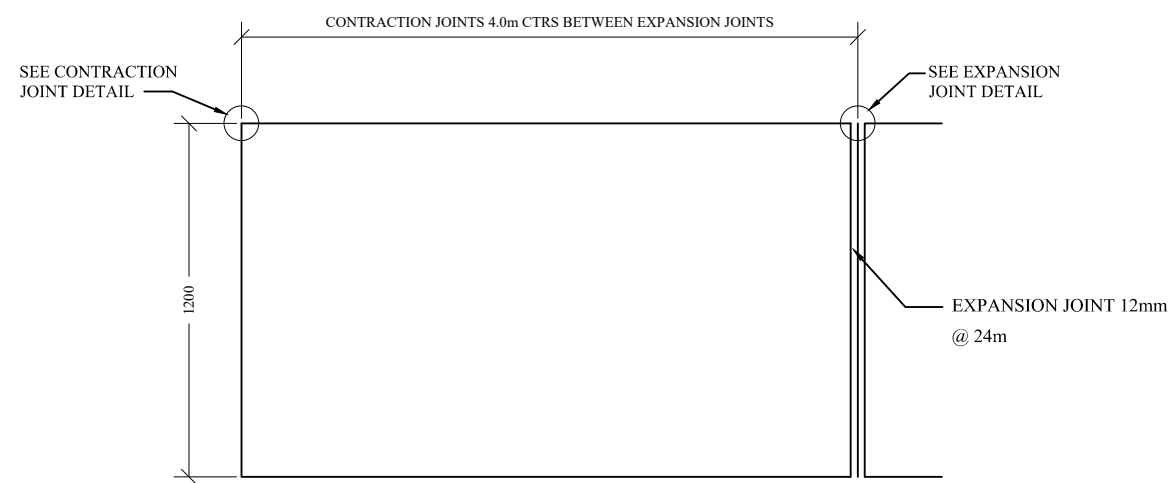 CONTRACTION JOINTS 4.0m CTRS BETWEEN EXPANSION JOINTS
SEE CONTRACTION
JOINT DETAIL
SEE EXPANSION
JOINT DETAIL
1200
EXPANSION JOINT 12mm
@ 24m